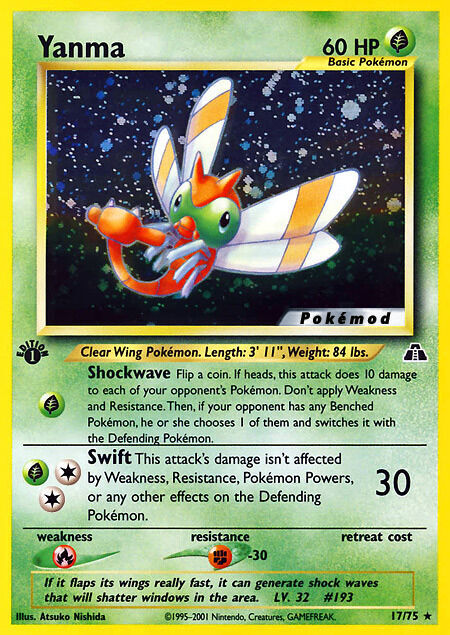 Yanma 60 HP
Basic Pokémon
Pokémod
EDITION 1
Clear Wing Pokémon. Length: 3' 11", Weight: 84 lbs.
Shockwave Flip a coin. If heads, this attack does 10 damage
to each of your opponent's Pokémon. Don't apply Weakness
and Resistance. Then, if your opponent has any Benched
Pokémon, he or she chooses 1 of them and switches it with
the Defending Pokémon.
Swift This attack's damage isn't affected
by Weakness, Resistance, Pokémon Powers,
or any other effects on the Defending
Pokémon.
30
weakness resistance retreat cost
-30
If it flaps its wings really fast, it can generate shock waves
that will shatter windows in the area. LV. 32 #193
Illus. Atsuko Nishida ©1995-2001 Nintendo, Creatures, GAMEFREAK. 17/75 ★